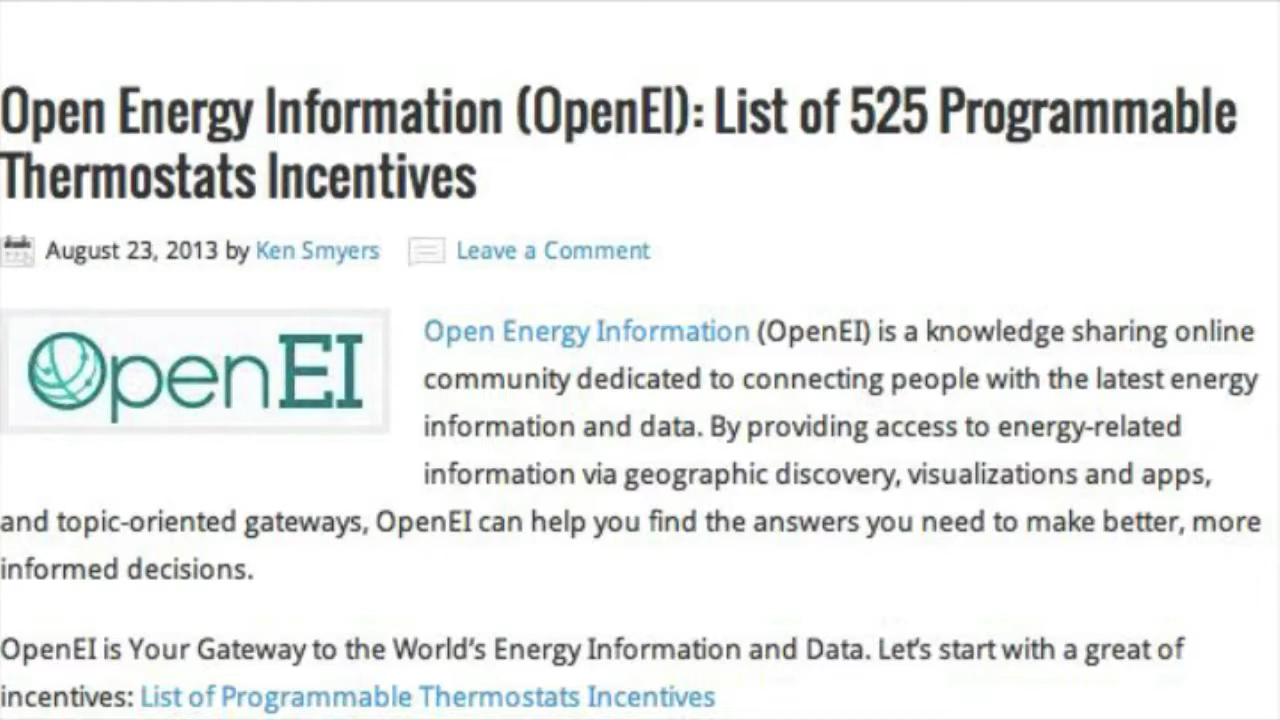 Open Energy Information (OpenEI): List of 525 Programmable
Thermostats Incentives
August 23, 2013 by Ken Smyers Leave a Comment
OpenEI
Open Energy Information (OpenEI) is a knowledge sharing online
community dedicated to connecting people with the latest energy
information and data. By providing access to energy-related
information via geographic discovery, visualizations and apps,
and topic-oriented gateways, OpenEI can help you find the answers you need to make better, more
informed decisions.
OpenEI is Your Gateway to the World's Energy Information and Data. Let's start with a great of
incentives: List of Programmable Thermostats Incentives